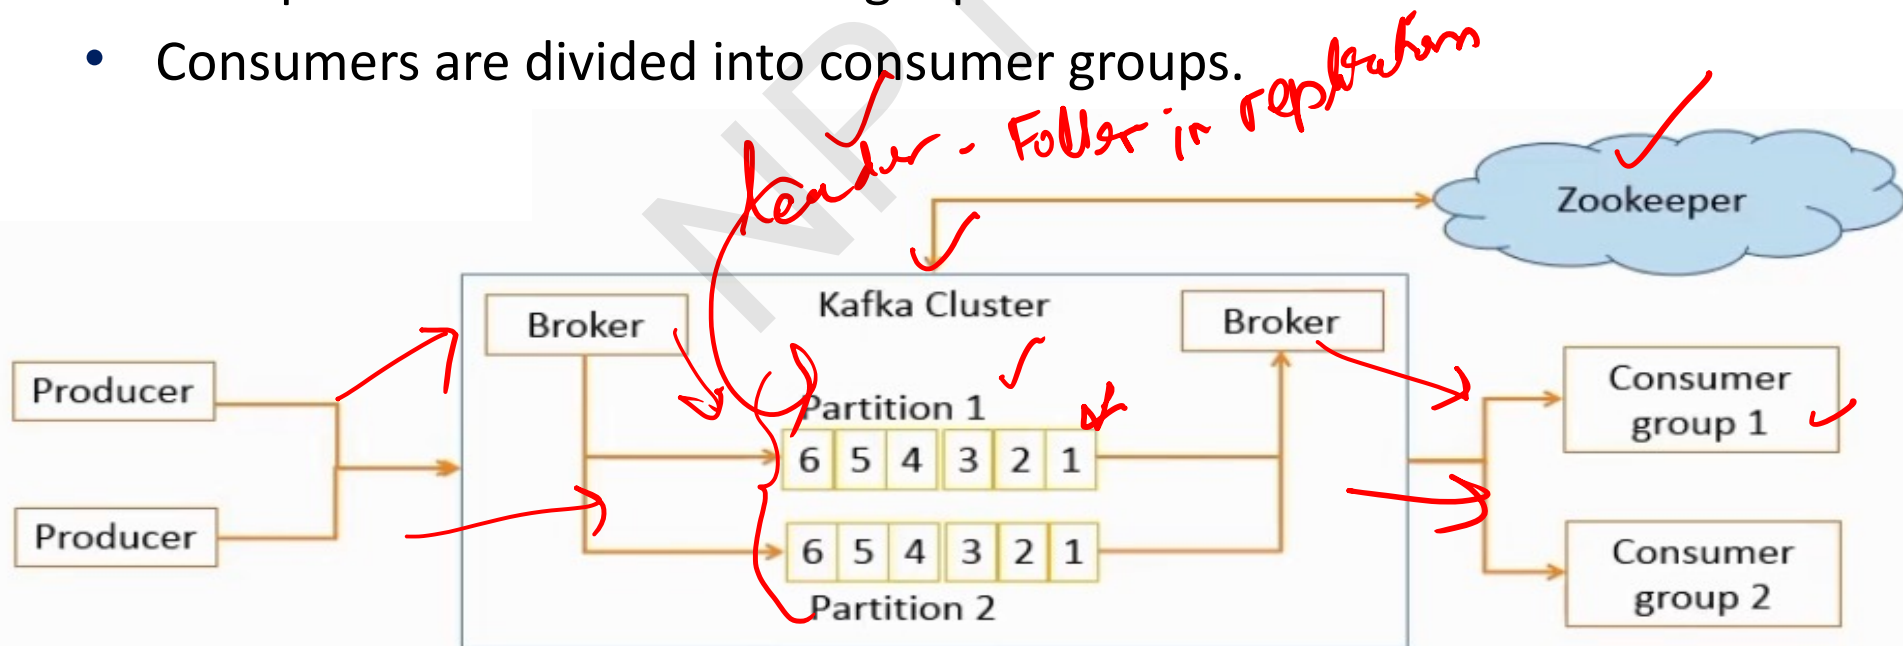 • Consumers are divided into consumer groups.
Leader - Foller in replication
Zookeeper
Kafka Cluster
Broker
Broker
Producer
Producer
Partition 1
6 5 4 3 2 1
6 5 4 3 2 1
Partition 2
Consumer
group 1
Consumer
group 2